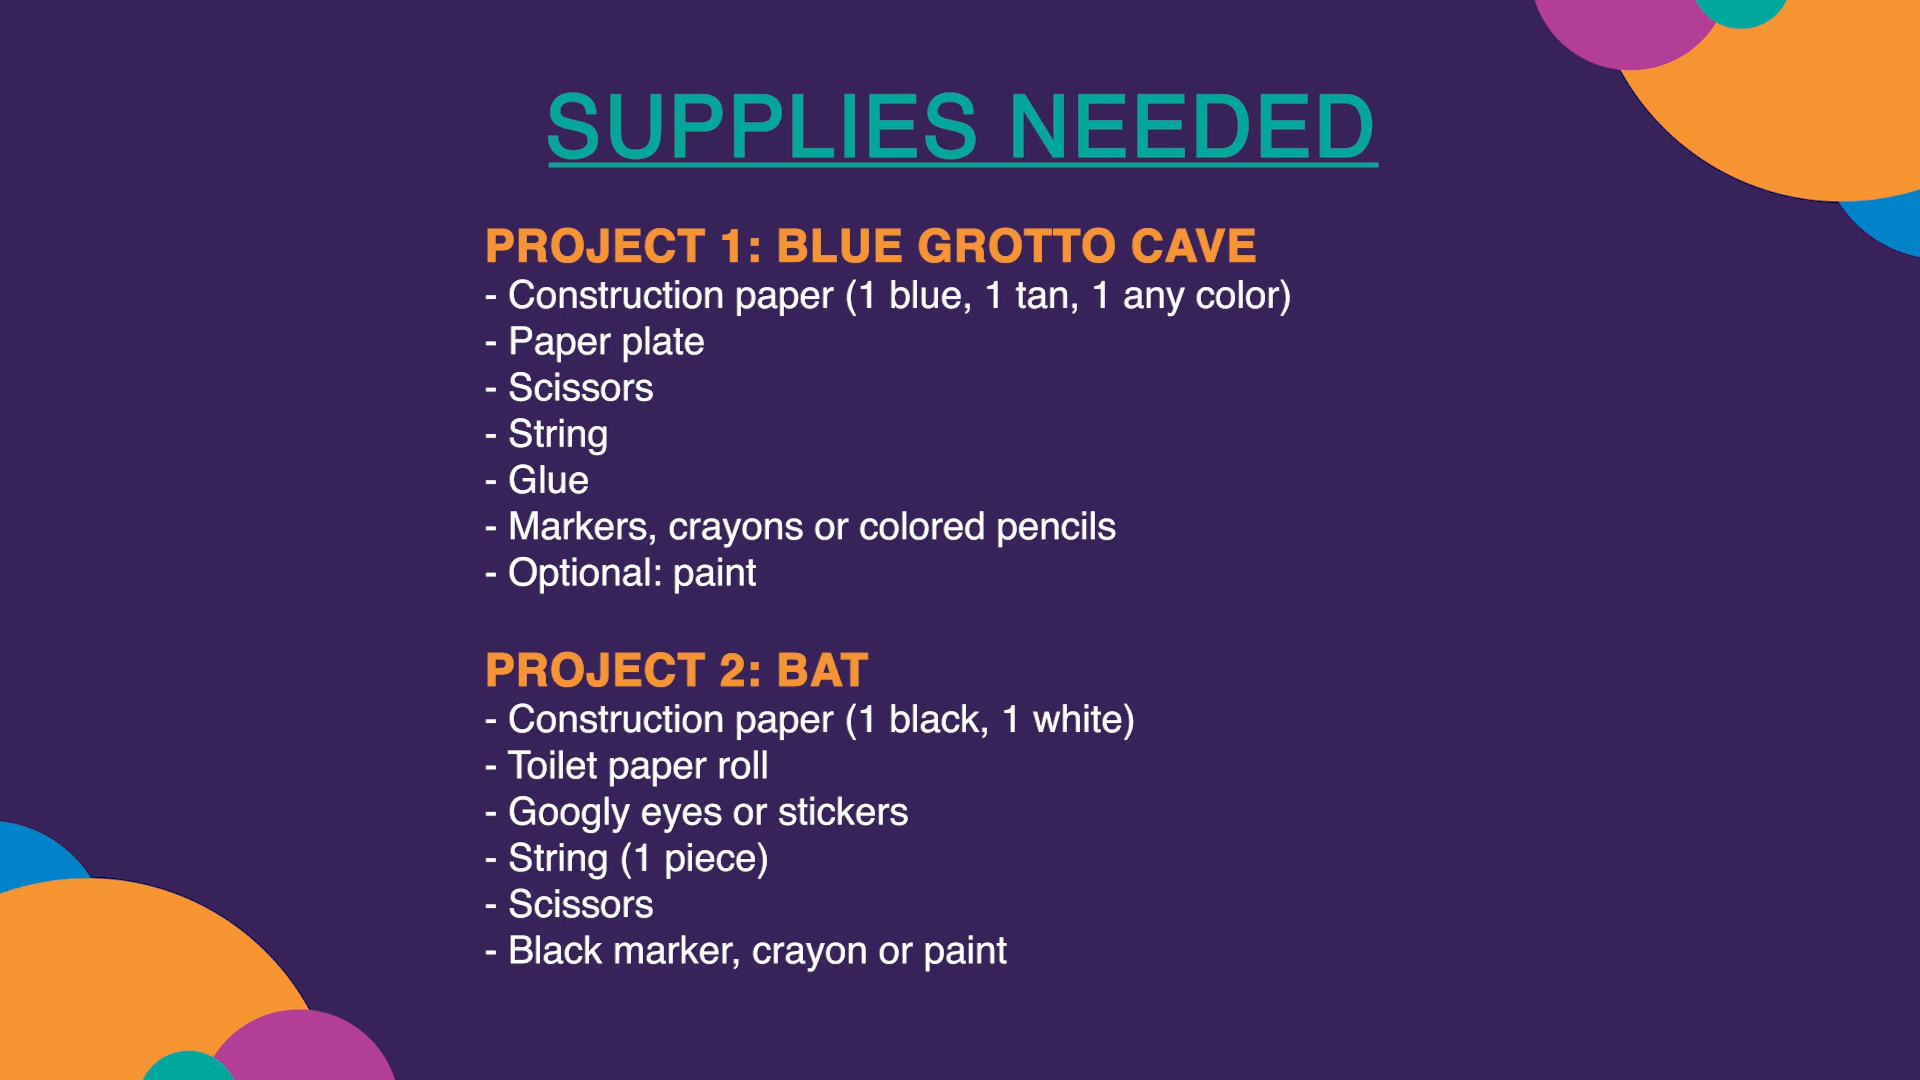 SUPPLIES NEEDED
PROJECT 1: BLUE GROTTO CAVE
- Construction paper (1 blue, 1 tan, 1 any color)
- Paper plate
- Scissors
- String
- Glue
- Markers, crayons or colored pencils
- Optional: paint
PROJECT 2: BAT
- Construction paper (1 black, 1 white)
- Toilet paper roll
- Googly eyes or stickers
- String (1 piece)
- Scissors
- Black marker, crayon or paint